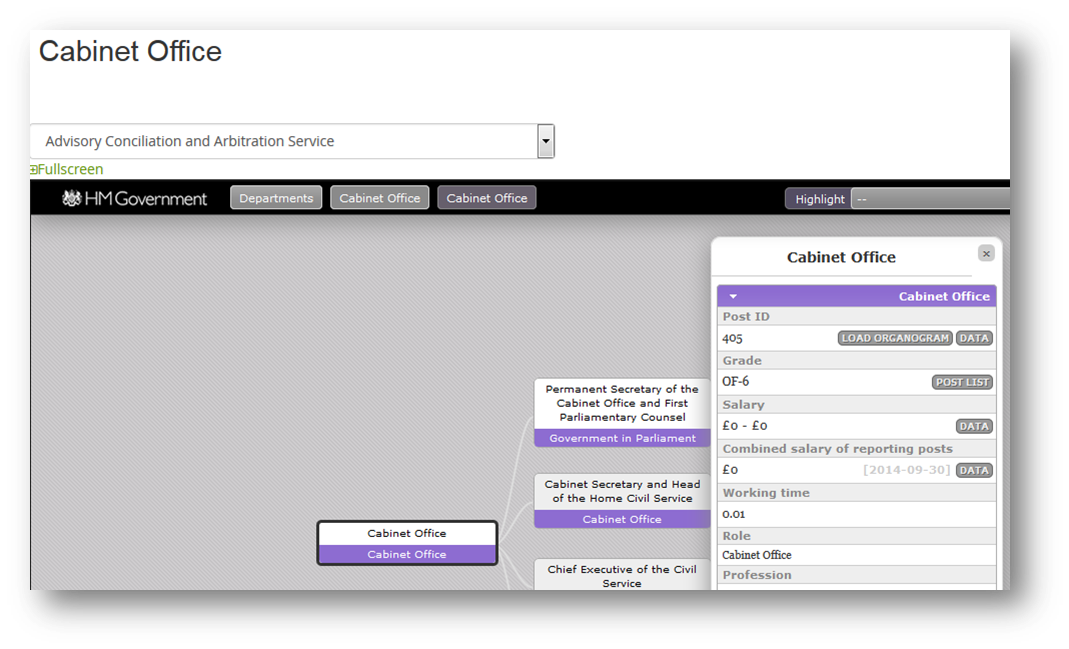 Cabinet Office
Advisory Conciliation and Arbitration Service
Fullscreen
HM Government
Departments
Cabinet Office
Cabinet Office
Highlight
--
Permanent Secretary of the
Cabinet Office and First
Parliamentary Counsel
Government in Parliament
Cabinet Secretary and Head
of the Home Civil Service
Cabinet Office
Cabinet Office
Cabinet Office
Chief Executive of the Civil
Service
Cabinet Office
x
Cabinet Office
Post ID
405 LOAD ORGANOGRAM DATA
Grade
OF-6 POST LIST
Salary
£0 - £0 DATA
Combined salary of reporting posts
£0 [2014-09-30] DATA
Working time
0.01
Role
Cabinet Office
Profession